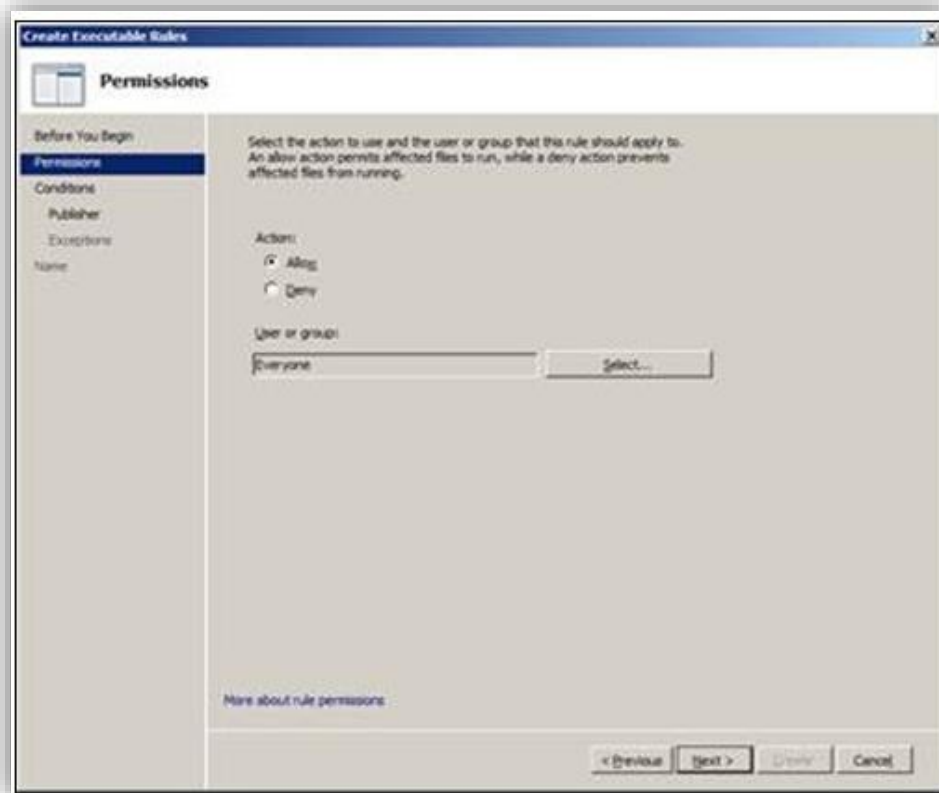 Create Executable Rules
Permissions
Before You Begin
Permissions
Conditions
Publisher
Exceptions
Name
Select the action to use and the user or group that this rule should apply to.
An allow action permits affected files to run, while a deny action prevents
affected files from running.
Action:
Allow
Deny
User or group:
Everyone
Select...
More about rule permissions
< Previous
Next >
Create
Cancel